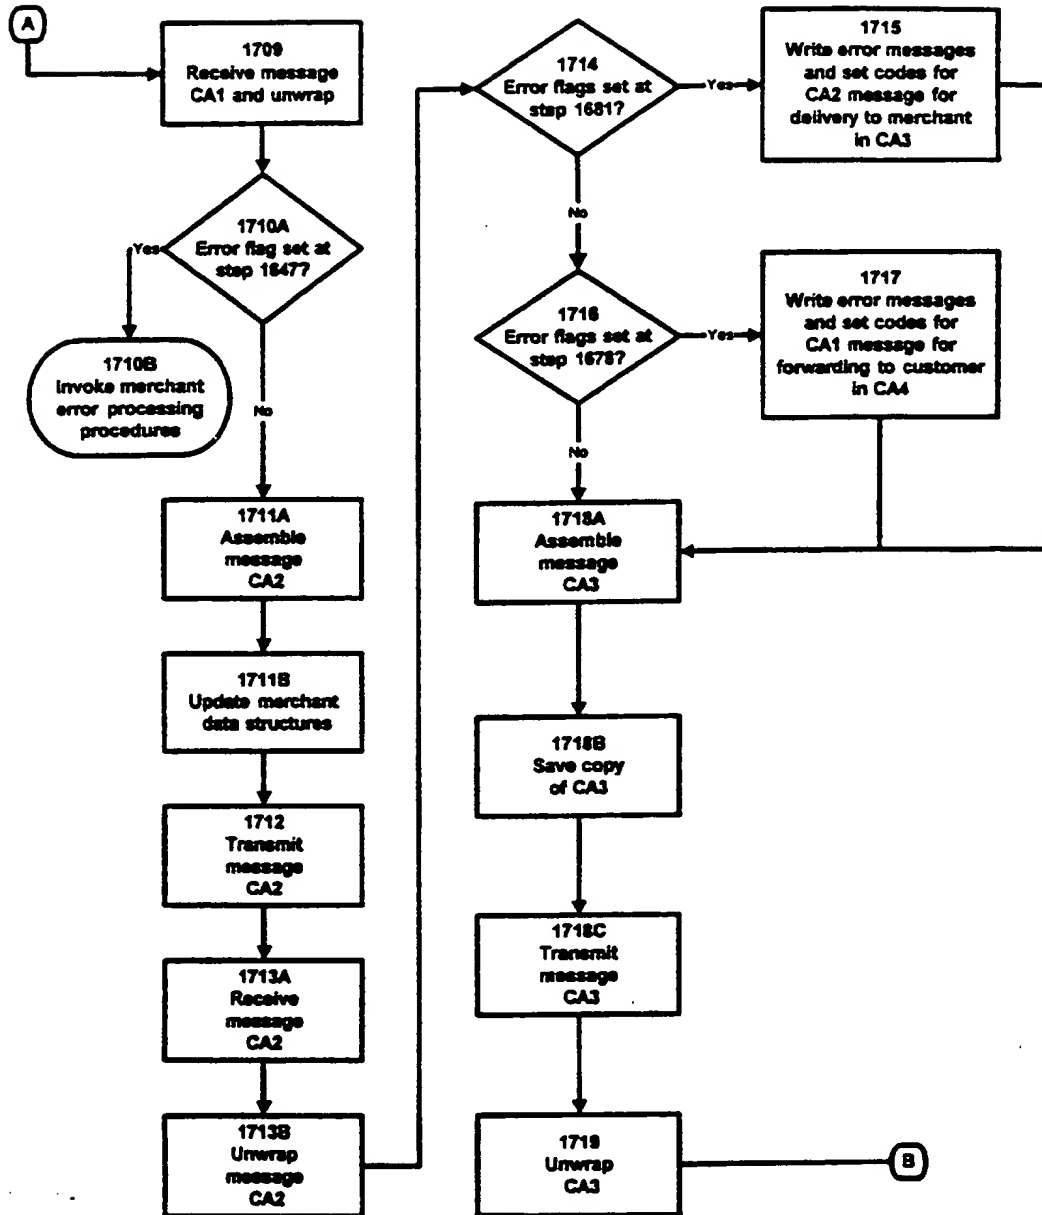 A
1709
Receive message
CA1 and unwrap
1710A
Error flag set at
step 1647?
Yes
1710B
Invoke merchant
error processing
procedures
No
1711A
Assemble
message
CA2
1711B
Update merchant
data structures
1712
Transmit
message
CA2
1713A
Receive
message
CA2
1713B
Unwrap
message
CA2
1714
Error flags set at
step 1681?
Yes
1715
Write error messages
and set codes for
CA2 message for
delivery to merchant
in CA3
No
1716
Error flags set at
step 1678?
Yes
1717
Write error messages
and set codes for
CA1 message for
forwarding to customer
in CA4
No
1718A
Assemble
message
CA3
1718B
Save copy
of CA3
1718C
Transmit
message
CA3
1719
Unwrap
CA3
B